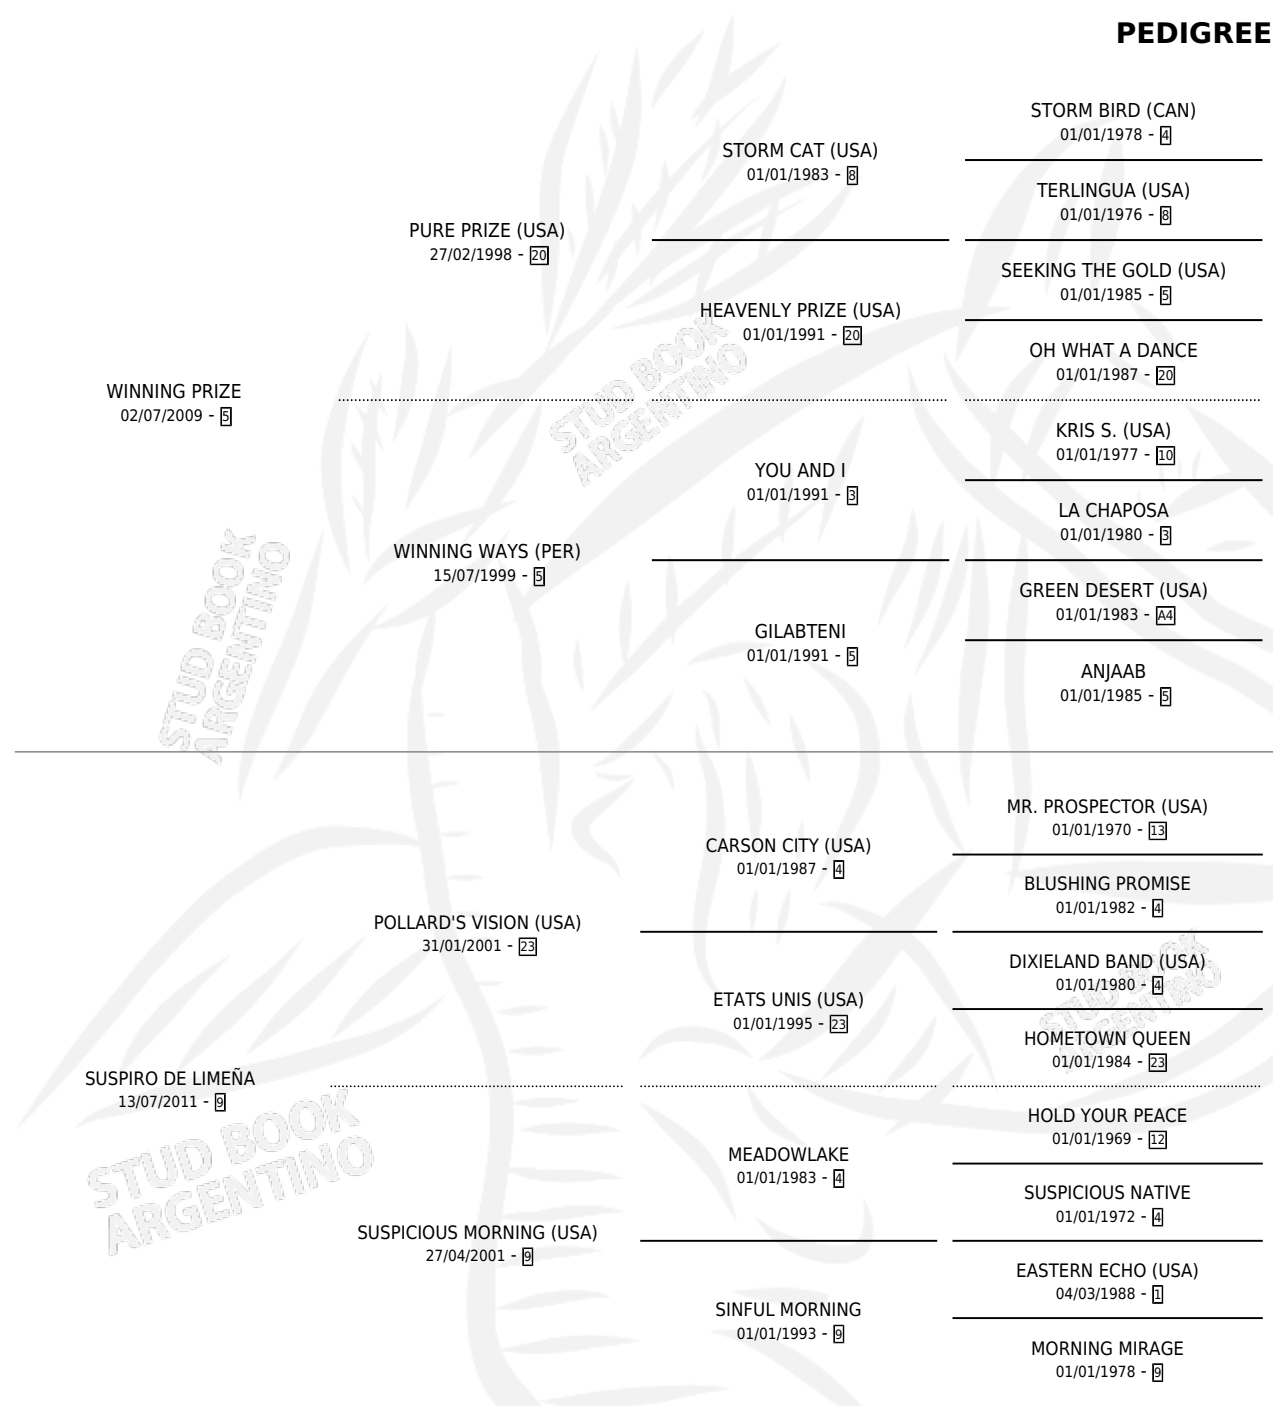 PEDIGREE
STORM BIRD (CAN)
01/01/1978 - 4
STORM CAT (USA)
01/01/1983 - 8
TERLINGUA (USA)
01/01/1976 - 8
PURE PRIZE (USA)
27/02/1998 - 20
SEEKING THE GOLD (USA)
01/01/1985 - 5
HEAVENLY PRIZE (USA)
01/01/1991 - 20
OH WHAT A DANCE
01/01/1987 - 20
WINNING PRIZE
02/07/2009 - 5
KRIS S. (USA)
01/01/1977 - 10
YOU AND I
01/01/1991 - 3
LA CHAPOSA
01/01/1980 - 3
WINNING WAYS (PER)
15/07/1999 - 5
GREEN DESERT (USA)
01/01/1983 - A4
GILABTENI
01/01/1991 - 5
ANJAAB
01/01/1985 - 5
MR. PROSPECTOR (USA)
01/01/1970 - 13
CARSON CITY (USA)
01/01/1987 - 4
BLUSHING PROMISE
01/01/1982 - 4
POLLARD'S VISION (USA)
31/01/2001 - 23
DIXIELAND BAND (USA)
01/01/1980 - 4
ETATS UNIS (USA)
01/01/1995 - 23
HOMETOWN QUEEN
01/01/1984 - 23
SUSPIRO DE LIMEÑA
13/07/2011 - 9
HOLD YOUR PEACE
01/01/1969 - 12
MEADOWLAKE
01/01/1983 - 4
SUSPICIOUS NATIVE
01/01/1972 - 4
SUSPICIOUS MORNING (USA)
27/04/2001 - 9
EASTERN ECHO (USA)
04/03/1988 - 1
SINFUL MORNING
01/01/1993 - 9
MORNING MIRAGE
01/01/1978 - 9
STUD BOOK
ARGENTINO
STUD BOOK
ARGENTINO
STUD BOOK
ARGENTINO
STUD BOOK
ARGENTINO